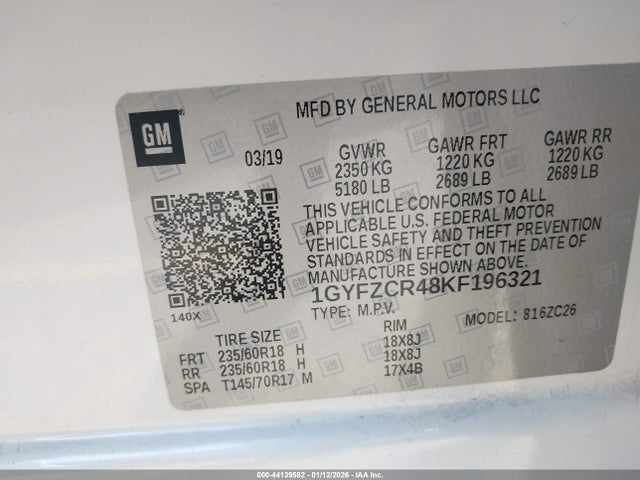 MFD BY GENERAL MOTORS LLC
GM
03/19
GVWR GAWR FRT GAWR RR
2350 KG 1220 KG 1220 KG
5180 LB 2689 LB 2689 LB
THIS VEHICLE CONFORMS TO ALL
APPLICABLE U.S. FEDERAL MOTOR
VEHICLE SAFETY AND THEFT PREVENTION
STANDARDS IN EFFECT ON THE DATE OF
MANUFACTURE SHOWN ABOVE.
1GYFZCR48KF196321
140X
TYPE: M.P.V. MODEL: 816ZC26
TIRE SIZE RIM
FRT 235/60R18 H 18X8J
RR 235/60R18 H 18X8J
SPA T145/70R17 M 17X4B
000-44139582 - 01/12/2026 - IAA Corp.